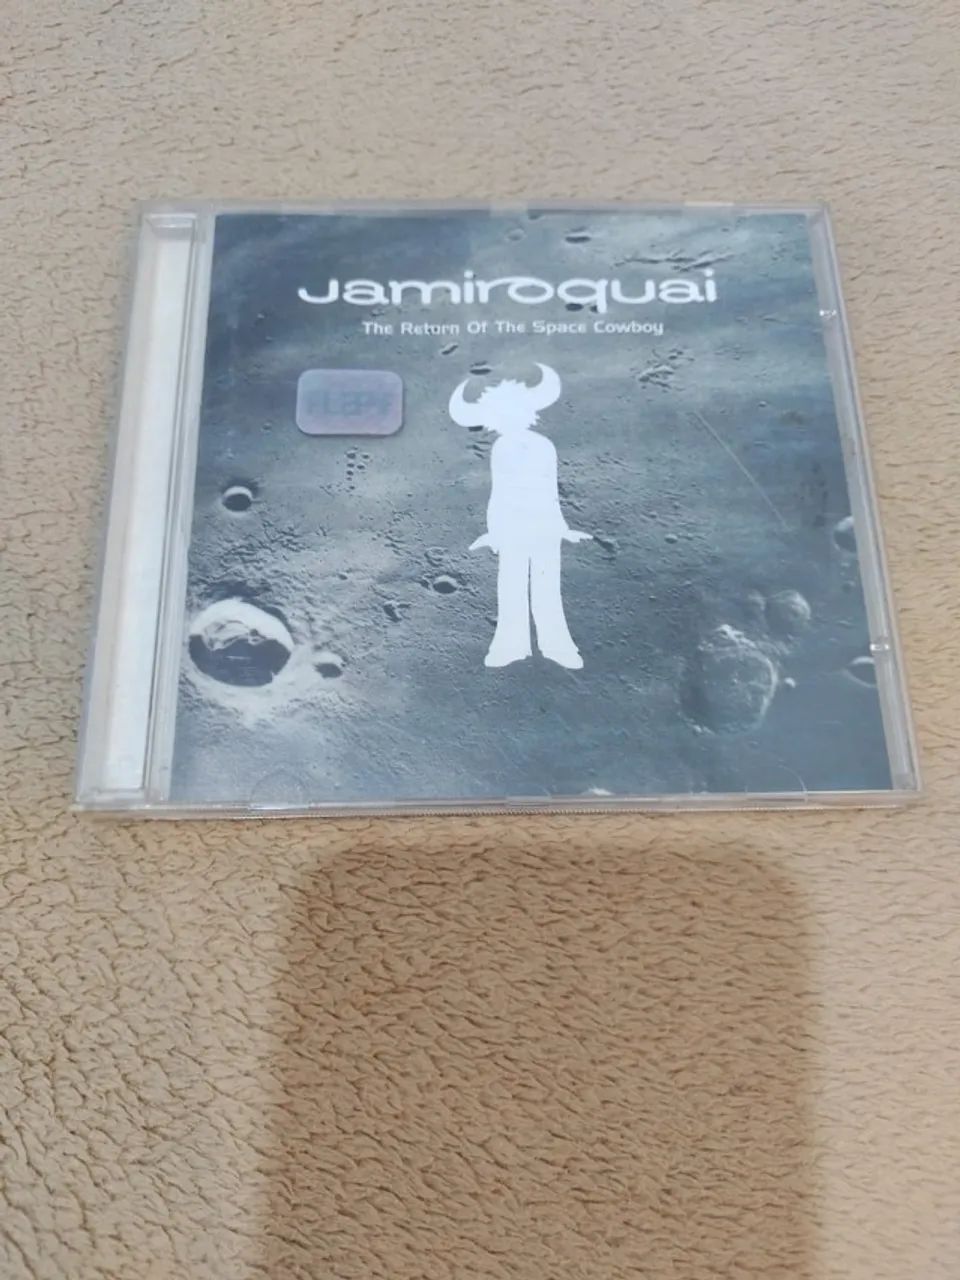 Jamiroquai
The Return Of The Space Cowboy